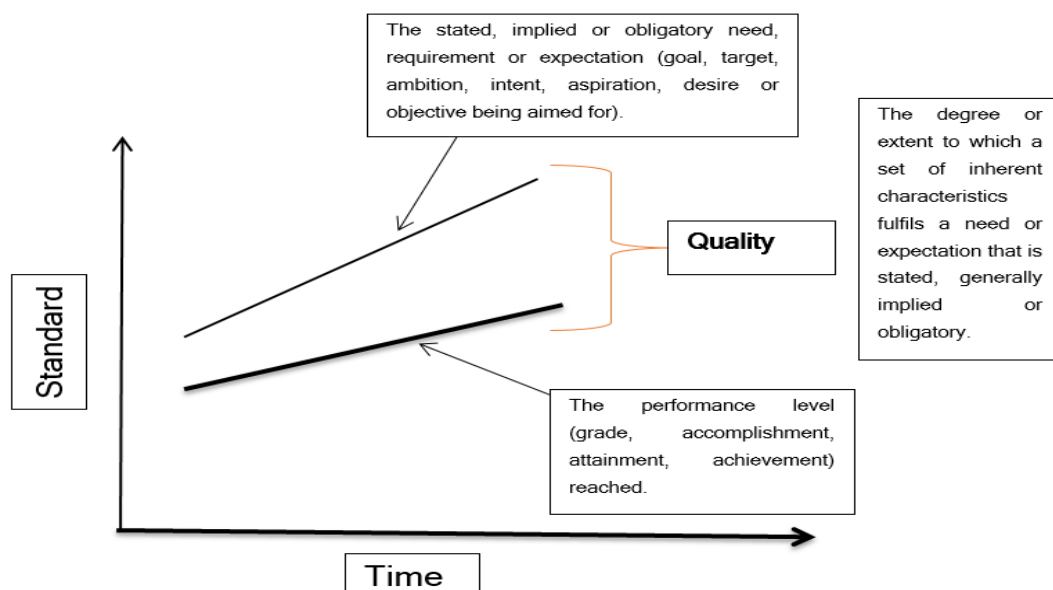 The stated, implied or obligatory need,
requirement or expectation (goal, target,
ambition, intent, aspiration, desire or
objective being aimed for).
The degree or
extent to which a
set of inherent
characteristics
fulfils a need or
expectation that is
stated, generally
implied or
obligatory.
Quality
Standard
The performance level
(grade, accomplishment,
attainment, achievement)
reached.
Time